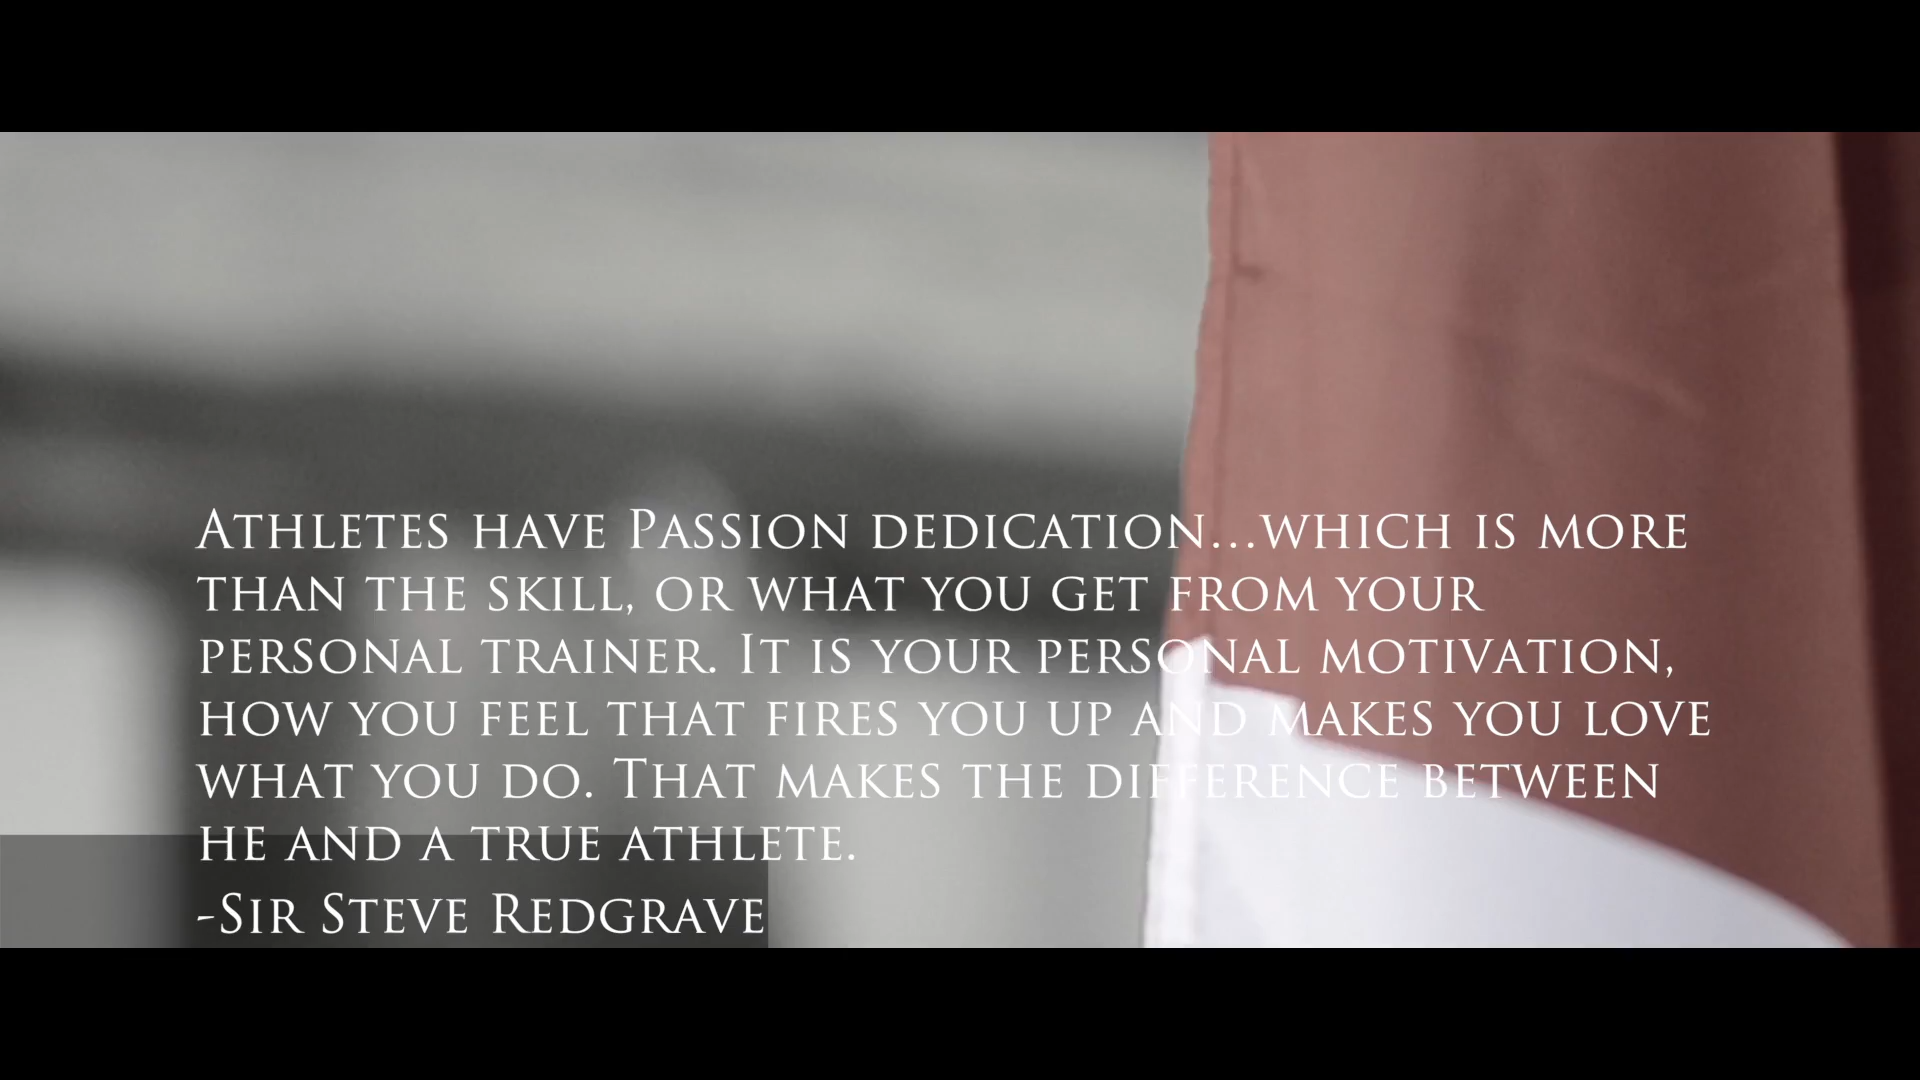 Athletes have Passion dedication...which is more
than the skill, or what you get from your
personal trainer. It is your personal motivation,
how you feel that fires you up and makes you love
what you do. That makes the difference between
he and a true athlete.
-Sir Steve Redgrave